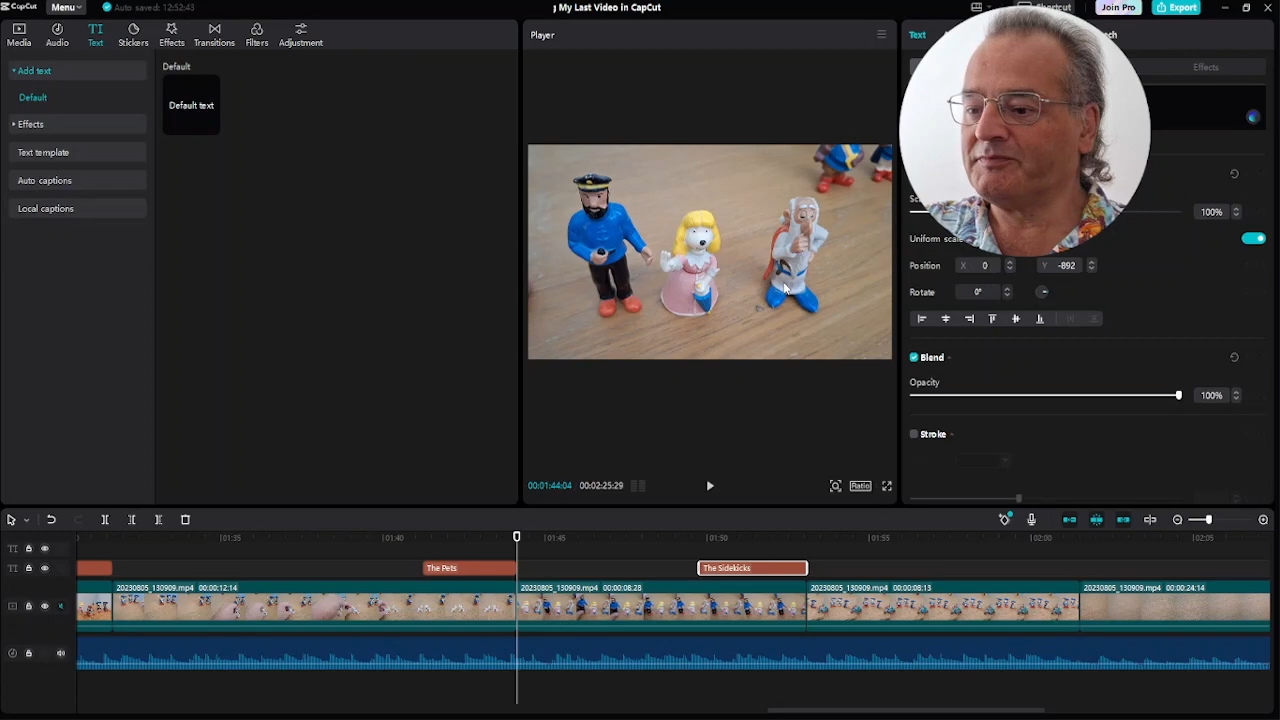 CapCut Menu Auto saved: 12:52:43 My Last Video in CapCut Shortcut Join Pro Export
Media Audio Text Stickers Effects Transitions Filters Adjustment
Player
Text
Add text
Default
Effects
Text template
Auto captions
Local captions
Default
Default text
Effects
100%
Uniform scale
Position X 0 Y -892
Rotate 0°
Blend
Opacity
100%
Stroke
00:01:44:04 00:02:25:29
Ratio
01:35 01:40 01:45 01:50 01:55 02:00 02:05
The Pets The Sidekicks
20230805_130909.mp4 00:00:12:14 20230805_130909.mp4 00:00:08:28 20230805_130909.mp4 00:00:08:13 20230805_130909.mp4 00:00:24:14